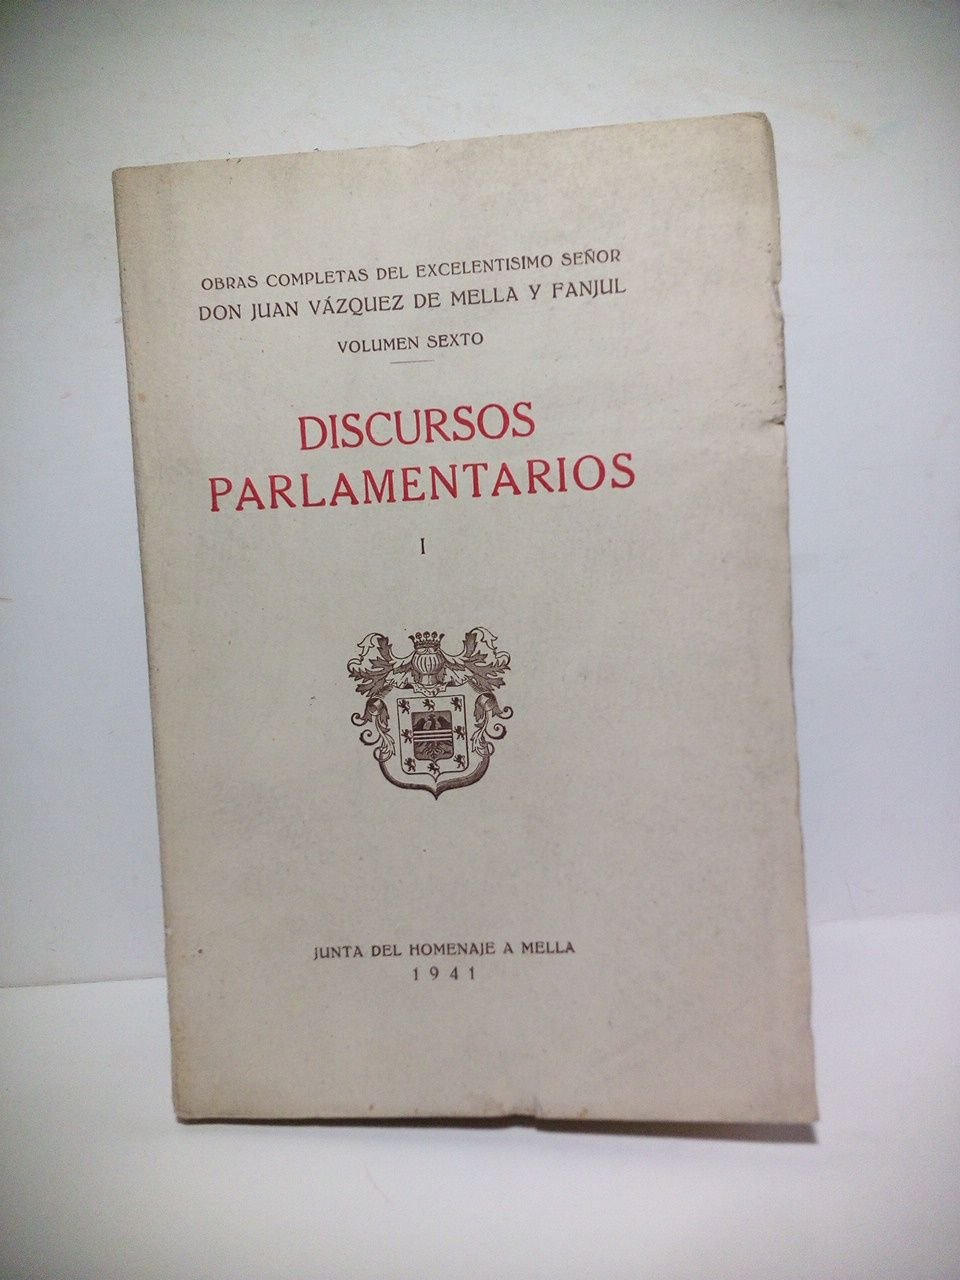 OBRAS COMPLETAS DEL EXCELENTISIMO SEÑOR
DON JUAN VÁZQUEZ DE MELLA Y FANJUL
VOLUMEN SEXTO
DISCURSOS
PARLAMENTARIOS
I
JUNTA DEL HOMENAJE A MELLA
1941